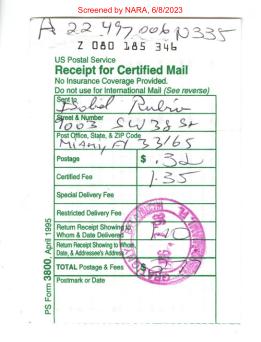 Screened by NARA, 6/8/2023
A 22 497 006 N335
Z 080 185 346
US Postal Service
Receipt for Certified Mail
No Insurance Coverage Provided.
Do not use for International Mail (See reverse)
Sent to
Isabel Rubio
Street & Number
9003 SW 38 St
Post Office, State, & ZIP Code
Miami, Fl 33165
Postage $ .32
Certified Fee 1.35
Special Delivery Fee
Restricted Delivery Fee
Return Receipt Showing to
Whom & Date Delivered 1.10
Return Receipt Showing to Whom,
Date, & Addressee's Address
TOTAL Postage & Fees $
Postmark or Date
PS Form 3800, April 1995